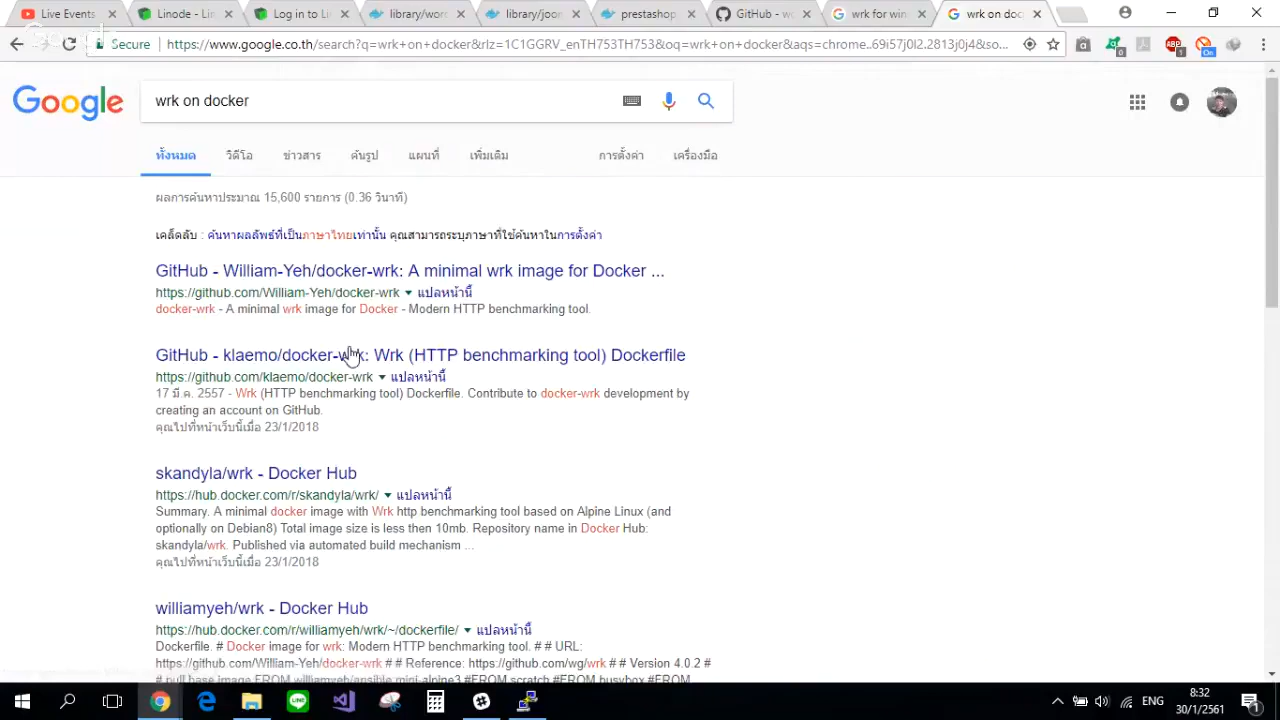 Live Events
Linode - Lin
Log in to Li
library/wor
library/joor
prestashop
GitHub - wc
wrk for win
wrk on doc
Secure
https://www.google.co.th/search?q=wrk+on+docker&rlz=1C1GGRV_enTH753TH753&oq=wrk+on+docker&aqs=chrome..69i57j0l2.2813j0j4&so...
Google
wrk on docker
ทั้งหมด วิดีโอ ข่าวสาร ค้นรูป แผนที่ เพิ่มเติม การตั้งค่า เครื่องมือ
ผลการค้นหาประมาณ 15,600 รายการ (0.36 วินาที)
เคล็ดลับ : ค้นหาผลลัพธ์ที่เป็นภาษาไทยเท่านั้น คุณสามารถระบุภาษาที่ใช้ค้นหาในการตั้งค่า
GitHub - William-Yeh/docker-wrk: A minimal wrk image for Docker ...
https://github.com/William-Yeh/docker-wrk แปลหน้านี้
docker-wrk - A minimal wrk image for Docker - Modern HTTP benchmarking tool.
GitHub - klaemo/docker-wrk: Wrk (HTTP benchmarking tool) Dockerfile
https://github.com/klaemo/docker-wrk แปลหน้านี้
17 มี.ค. 2557 - Wrk (HTTP benchmarking tool) Dockerfile. Contribute to docker-wrk development by
creating an account on GitHub.
คุณไปที่หน้าเว็บนี้เมื่อ 23/1/2018
skandyla/wrk - Docker Hub
https://hub.docker.com/r/skandyla/wrk/ แปลหน้านี้
Summary. A minimal docker image with Wrk http benchmarking tool based on Alpine Linux (and
optionally on Debian8) Total image size is less then 10mb. Repository name in Docker Hub:
skandyla/wrk. Published via automated build mechanism ...
คุณไปที่หน้าเว็บนี้เมื่อ 23/1/2018
williamyeh/wrk - Docker Hub
https://hub.docker.com/r/williamyeh/wrk/~/dockerfile/ แปลหน้านี้
Dockerfile. # Docker image for wrk: Modern HTTP benchmarking tool. # # URL:
https://github.com/William-Yeh/docker-wrk # # Reference: https://github.com/wg/wrk # # Version 4.0.2 #
# pull base image FROM williamyeh/ansible:mini-alpine3 #FROM scratch #FROM busybox #FROM
ENG
8:32
30/1/2561